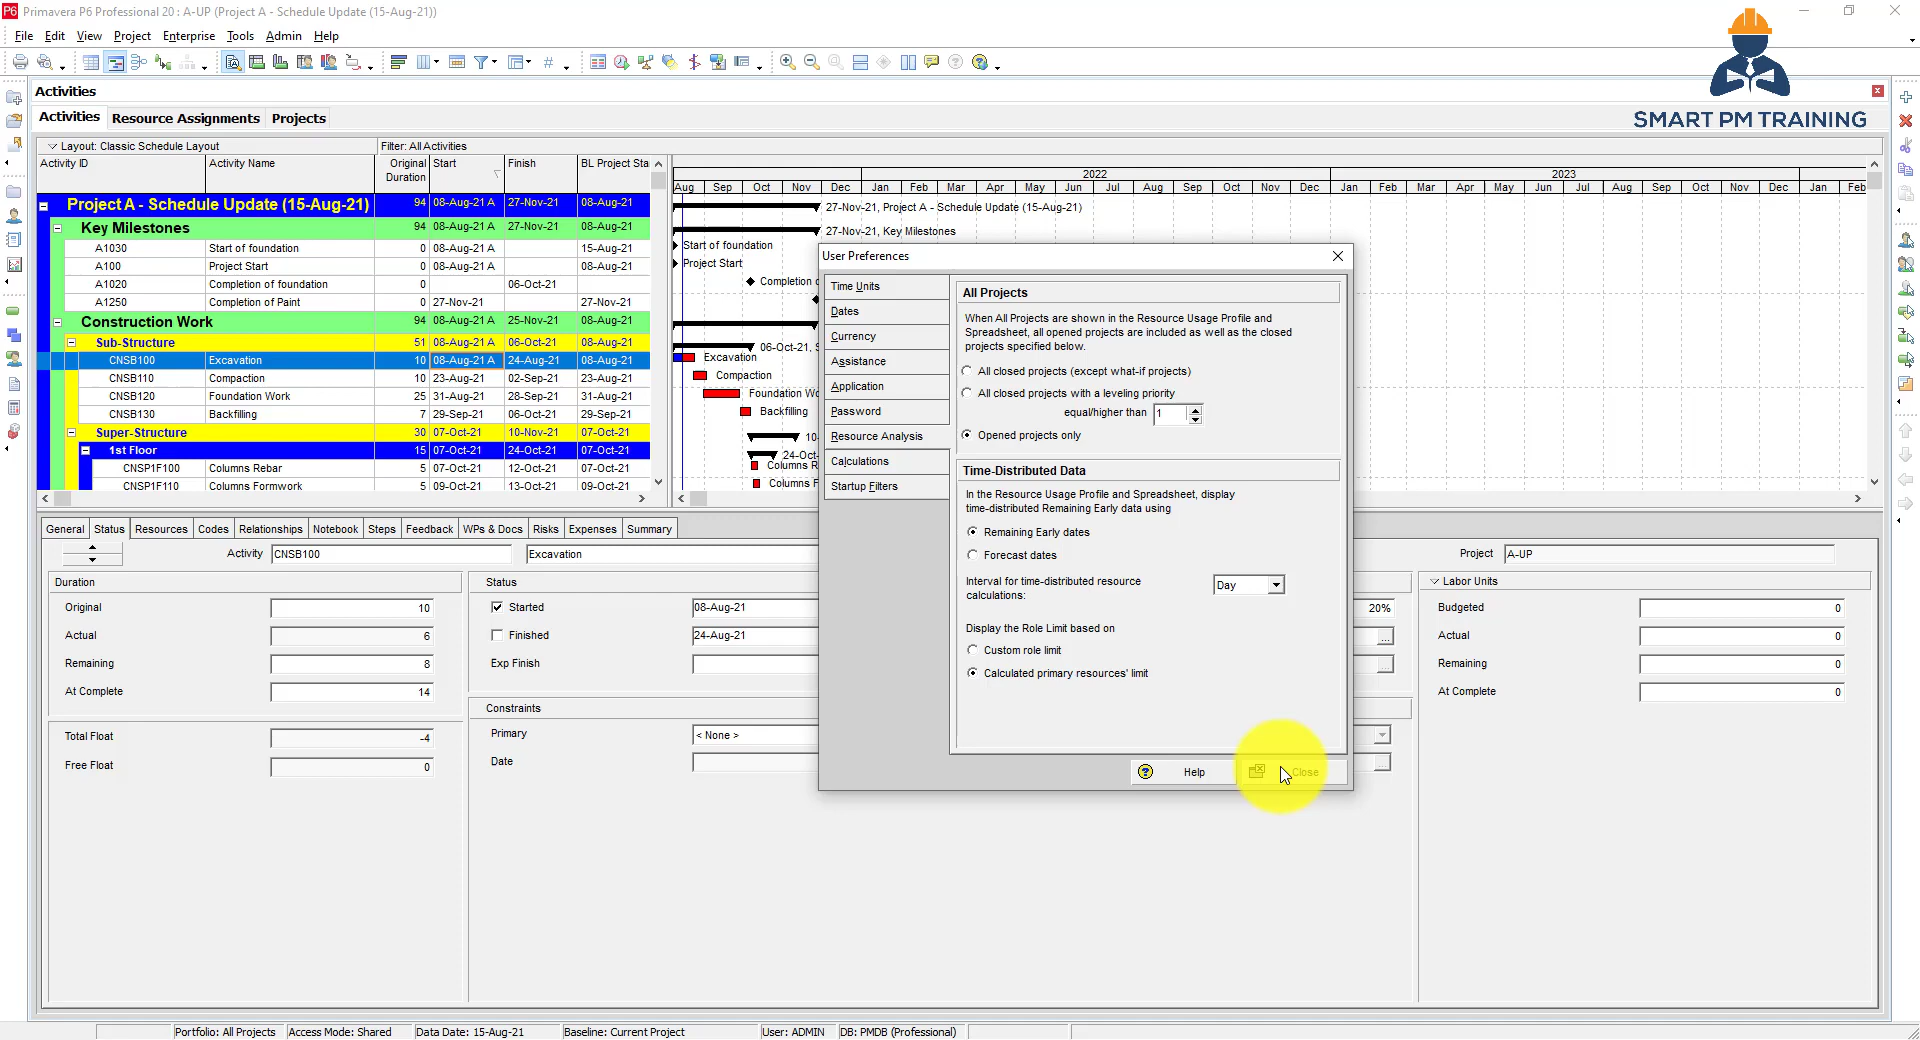 P6 Primavera P6 Professional 20 : A-UP (Project A - Schedule Update (15-Aug-21))
File Edit View Project Enterprise Tools Admin Help
SMART PM TRAINING
Activities
Activities Resource Assignments Projects
Layout: Classic Schedule Layout Filter: All Activities
Activity ID Activity Name Original Duration Start Finish BL Project Sta
2022 2023
Aug Sep Oct Nov Dec Jan Feb Mar Apr May Jun Jul Aug Sep Oct Nov Dec Jan Feb Mar Apr May Jun Jul Aug Sep Oct Nov Dec Jan Feb
Project A - Schedule Update (15-Aug-21) 94 08-Aug-21 A 27-Nov-21 08-Aug-21 27-Nov-21, Project A - Schedule Update (15-Aug-21)
Key Milestones 94 08-Aug-21 A 27-Nov-21 08-Aug-21 27-Nov-21, Key Milestones
A1030 Start of foundation 0 08-Aug-21 A 15-Aug-21 Start of foundation
A100 Project Start 0 08-Aug-21 A 08-Aug-21 Project Start
A1020 Completion of foundation 0 06-Oct-21 Completion o
A1250 Completion of Paint 0 27-Nov-21 27-Nov-21
Construction Work 94 08-Aug-21 A 25-Nov-21 08-Aug-21
Sub-Structure 51 08-Aug-21 A 06-Oct-21 08-Aug-21 06-Oct-21, S
CNSB100 Excavation 10 08-Aug-21 A 24-Aug-21 08-Aug-21 Excavation
CNSB110 Compaction 10 23-Aug-21 02-Sep-21 23-Aug-21 Compaction
CNSB120 Foundation Work 25 31-Aug-21 28-Sep-21 31-Aug-21 Foundation Wo
CNSB130 Backfilling 7 29-Sep-21 06-Oct-21 29-Sep-21 Backfilling
Super-Structure 30 07-Oct-21 10-Nov-21 07-Oct-21 10-
1st Floor 15 07-Oct-21 24-Oct-21 07-Oct-21 24-Oct-
CNSP1F100 Columns Rebar 5 07-Oct-21 12-Oct-21 07-Oct-21 Columns R
CNSP1F110 Columns Formwork 5 09-Oct-21 13-Oct-21 09-Oct-21 Columns F
User Preferences
Time Units
Dates
Currency
Assistance
Application
Password
Resource Analysis
Calculations
Startup Filters
All Projects
When All Projects are shown in the Resource Usage Profile and
Spreadsheet, all opened projects are included as well as the closed
projects specified below.
All closed projects (except what-if projects)
All closed projects with a leveling priority
equal/higher than 1
Opened projects only
Time-Distributed Data
In the Resource Usage Profile and Spreadsheet, display
time-distributed Remaining Early data using
Remaining Early dates
Forecast dates
Interval for time-distributed resource
calculations: Day
Display the Role Limit based on
Custom role limit
Calculated primary resources' limit
Help Close
General Status Resources Codes Relationships Notebook Steps Feedback WPs & Docs Risks Expenses Summary
Activity CNSB100 Excavation Project A-UP
Duration Status Labor Units
Original 10 Started 08-Aug-21 20% Budgeted 0
Actual 6 Finished 24-Aug-21 ... Actual 0
Remaining 8 Exp Finish ... Remaining 0
At Complete 14 At Complete 0
Constraints
Total Float -4 Primary < None >
Free Float 0 Date ...
Portfolio: All Projects Access Mode: Shared Data Date: 15-Aug-21 Baseline: Current Project User: ADMIN DB: PMDB (Professional)